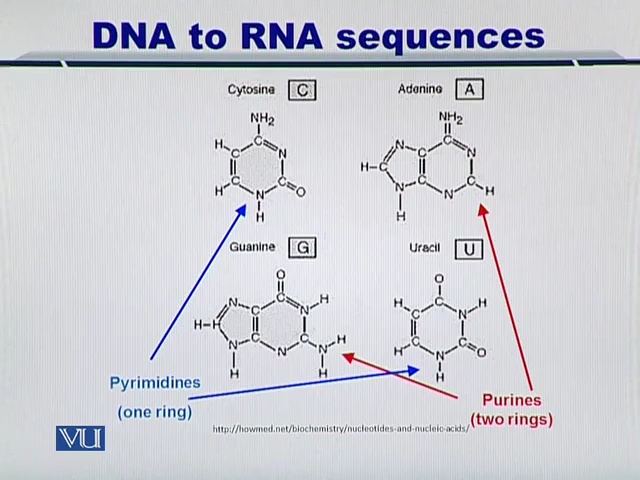 DNA to RNA sequences
Cytosine C
Adenine A
NH2
H C C N
H C N C O
H
NH2
N C C N
H-C N C N C H
H
Guanine G
Uracil U
O
N C C N H
H-C N C N C N H
H H
O
H C C N H
H C N C O
H
Pyrimidines
(one ring)
Purines
(two rings)
http://howmed.net/biochemistry/nucleotides-and-nucleic-acids/
VU